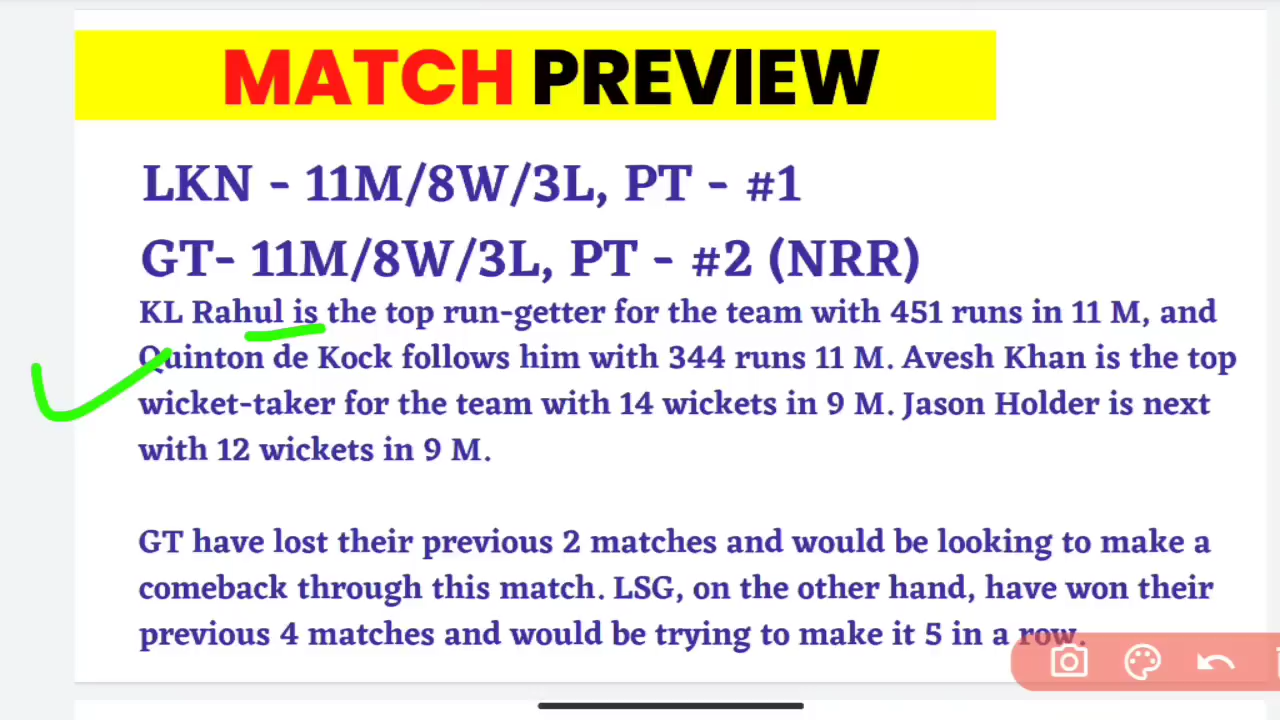 MATCH PREVIEW
LKN - 11M/8W/3L, PT - #1
GT- 11M/8W/3L, PT - #2 (NRR)
KL Rahul is the top run-getter for the team with 451 runs in 11 M, and
Quinton de Kock follows him with 344 runs 11 M. Avesh Khan is the top
wicket-taker for the team with 14 wickets in 9 M. Jason Holder is next
with 12 wickets in 9 M.
GT have lost their previous 2 matches and would be looking to make a
comeback through this match. LSG, on the other hand, have won their
previous 4 matches and would be trying to make it 5 in a row.